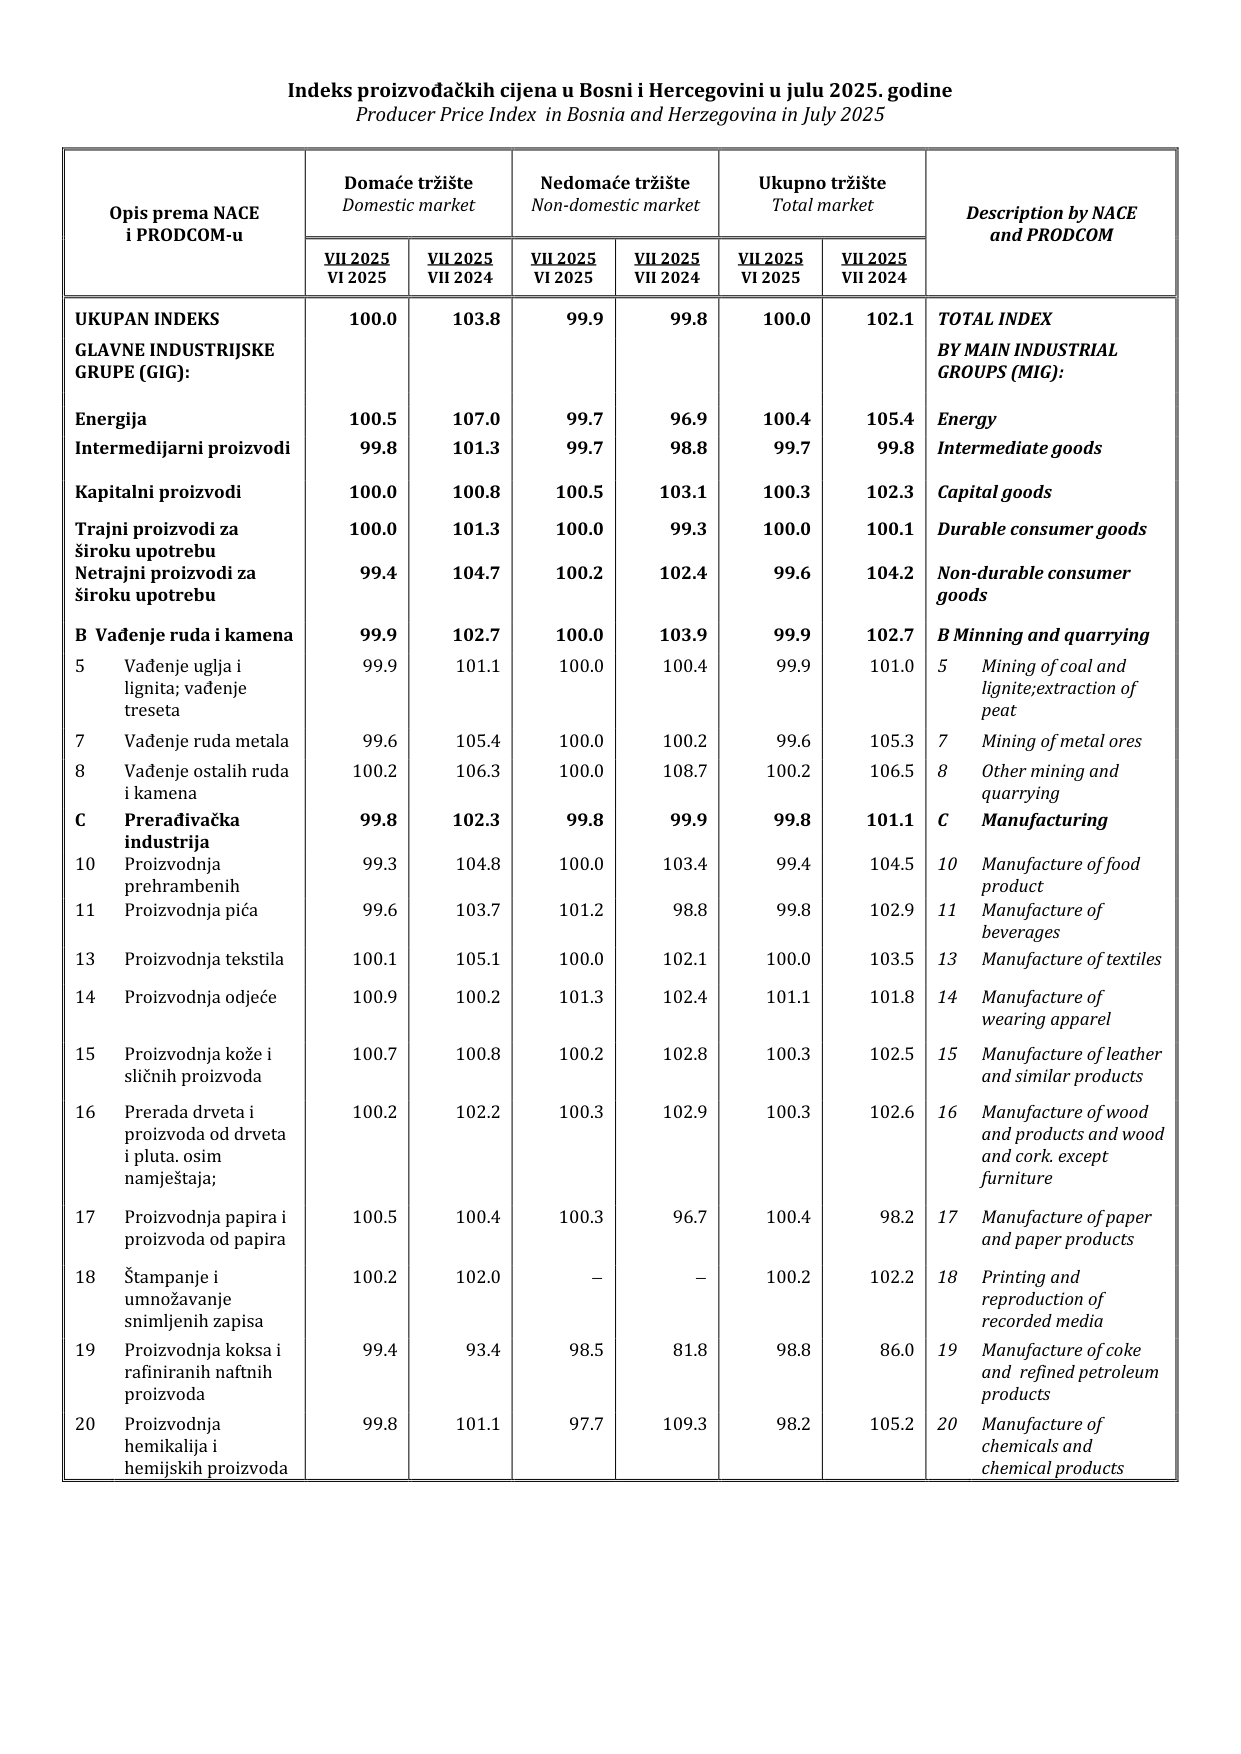 Indeks proizvođačkih cijena u Bosni i Hercegovini u julu 2025. godine
Producer Price Index in Bosnia and Herzegovina in July 2025
Opis prema NACE
i PRODCOM-u
Domaće tržište
Domestic market
Nedomaće tržište
Non-domestic market
Ukupno tržište
Total market
Description by NACE
and PRODCOM
VII 2025 VII 2025 VII 2025 VII 2025 VII 2025 VII 2025
VI 2025 VII 2024 VI 2025 VII 2024 VI 2025 VII 2024
UKUPAN INDEKS 100.0 103.8 99.9 99.8 100.0 102.1 TOTAL INDEX
GLAVNE INDUSTRIJSKE BY MAIN INDUSTRIAL
GRUPE (GIG): GROUPS (MIG):
Energija 100.5 107.0 99.7 96.9 100.4 105.4 Energy
Intermedijarni proizvodi 99.8 101.3 99.7 98.8 99.7 99.8 Intermediate goods
Kapitalni proizvodi 100.0 100.8 100.5 103.1 100.3 102.3 Capital goods
Trajni proizvodi za 100.0 101.3 100.0 99.3 100.0 100.1 Durable consumer goods
široku upotrebu
Netrajni proizvodi za 99.4 104.7 100.2 102.4 99.6 104.2 Non-durable consumer
široku upotrebu goods
B Vađenje ruda i kamena 99.9 102.7 100.0 103.9 99.9 102.7 B Minning and quarrying
5 Vađenje uglja i 99.9 101.1 100.0 100.4 99.9 101.0 5 Mining of coal and
lignita; vađenje lignite;extraction of
treseta peat
7 Vađenje ruda metala 99.6 105.4 100.0 100.2 99.6 105.3 7 Mining of metal ores
8 Vađenje ostalih ruda 100.2 106.3 100.0 108.7 100.2 106.5 8 Other mining and
i kamena quarrying
C Prerađivačka 99.8 102.3 99.8 99.9 99.8 101.1 C Manufacturing
industrija
10 Proizvodnja 99.3 104.8 100.0 103.4 99.4 104.5 10 Manufacture of food
prehrambenih product
11 Proizvodnja pića 99.6 103.7 101.2 98.8 99.8 102.9 11 Manufacture of
beverages
13 Proizvodnja tekstila 100.1 105.1 100.0 102.1 100.0 103.5 13 Manufacture of textiles
14 Proizvodnja odjeće 100.9 100.2 101.3 102.4 101.1 101.8 14 Manufacture of
wearing apparel
15 Proizvodnja kože i 100.7 100.8 100.2 102.8 100.3 102.5 15 Manufacture of leather
sličnih proizvoda and similar products
16 Prerada drveta i 100.2 102.2 100.3 102.9 100.3 102.6 16 Manufacture of wood
proizvoda od drveta and products and wood
i pluta. osim and cork. except
namještaja; furniture
17 Proizvodnja papira i 100.5 100.4 100.3 96.7 100.4 98.2 17 Manufacture of paper
proizvoda od papira and paper products
18 Štampanje i 100.2 102.0 – – 100.2 102.2 18 Printing and
umnožavanje reproduction of
snimljenih zapisa recorded media
19 Proizvodnja koksa i 99.4 93.4 98.5 81.8 98.8 86.0 19 Manufacture of coke
rafiniranih naftnih and refined petroleum
proizvoda products
20 Proizvodnja 99.8 101.1 97.7 109.3 98.2 105.2 20 Manufacture of
hemikalija i chemicals and
hemijskih proizvoda chemical products